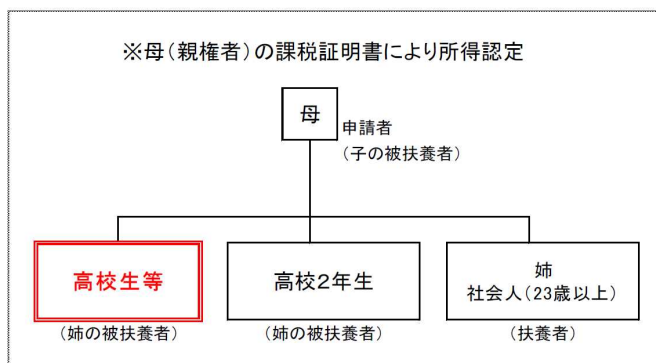 ※母(親権者)の課税証明書により所得認定
母
申請者
(子の被扶養者)
高校生等
高校2年生
姉
社会人(23歳以上)
(姉の被扶養者)
(姉の被扶養者)
(扶養者)